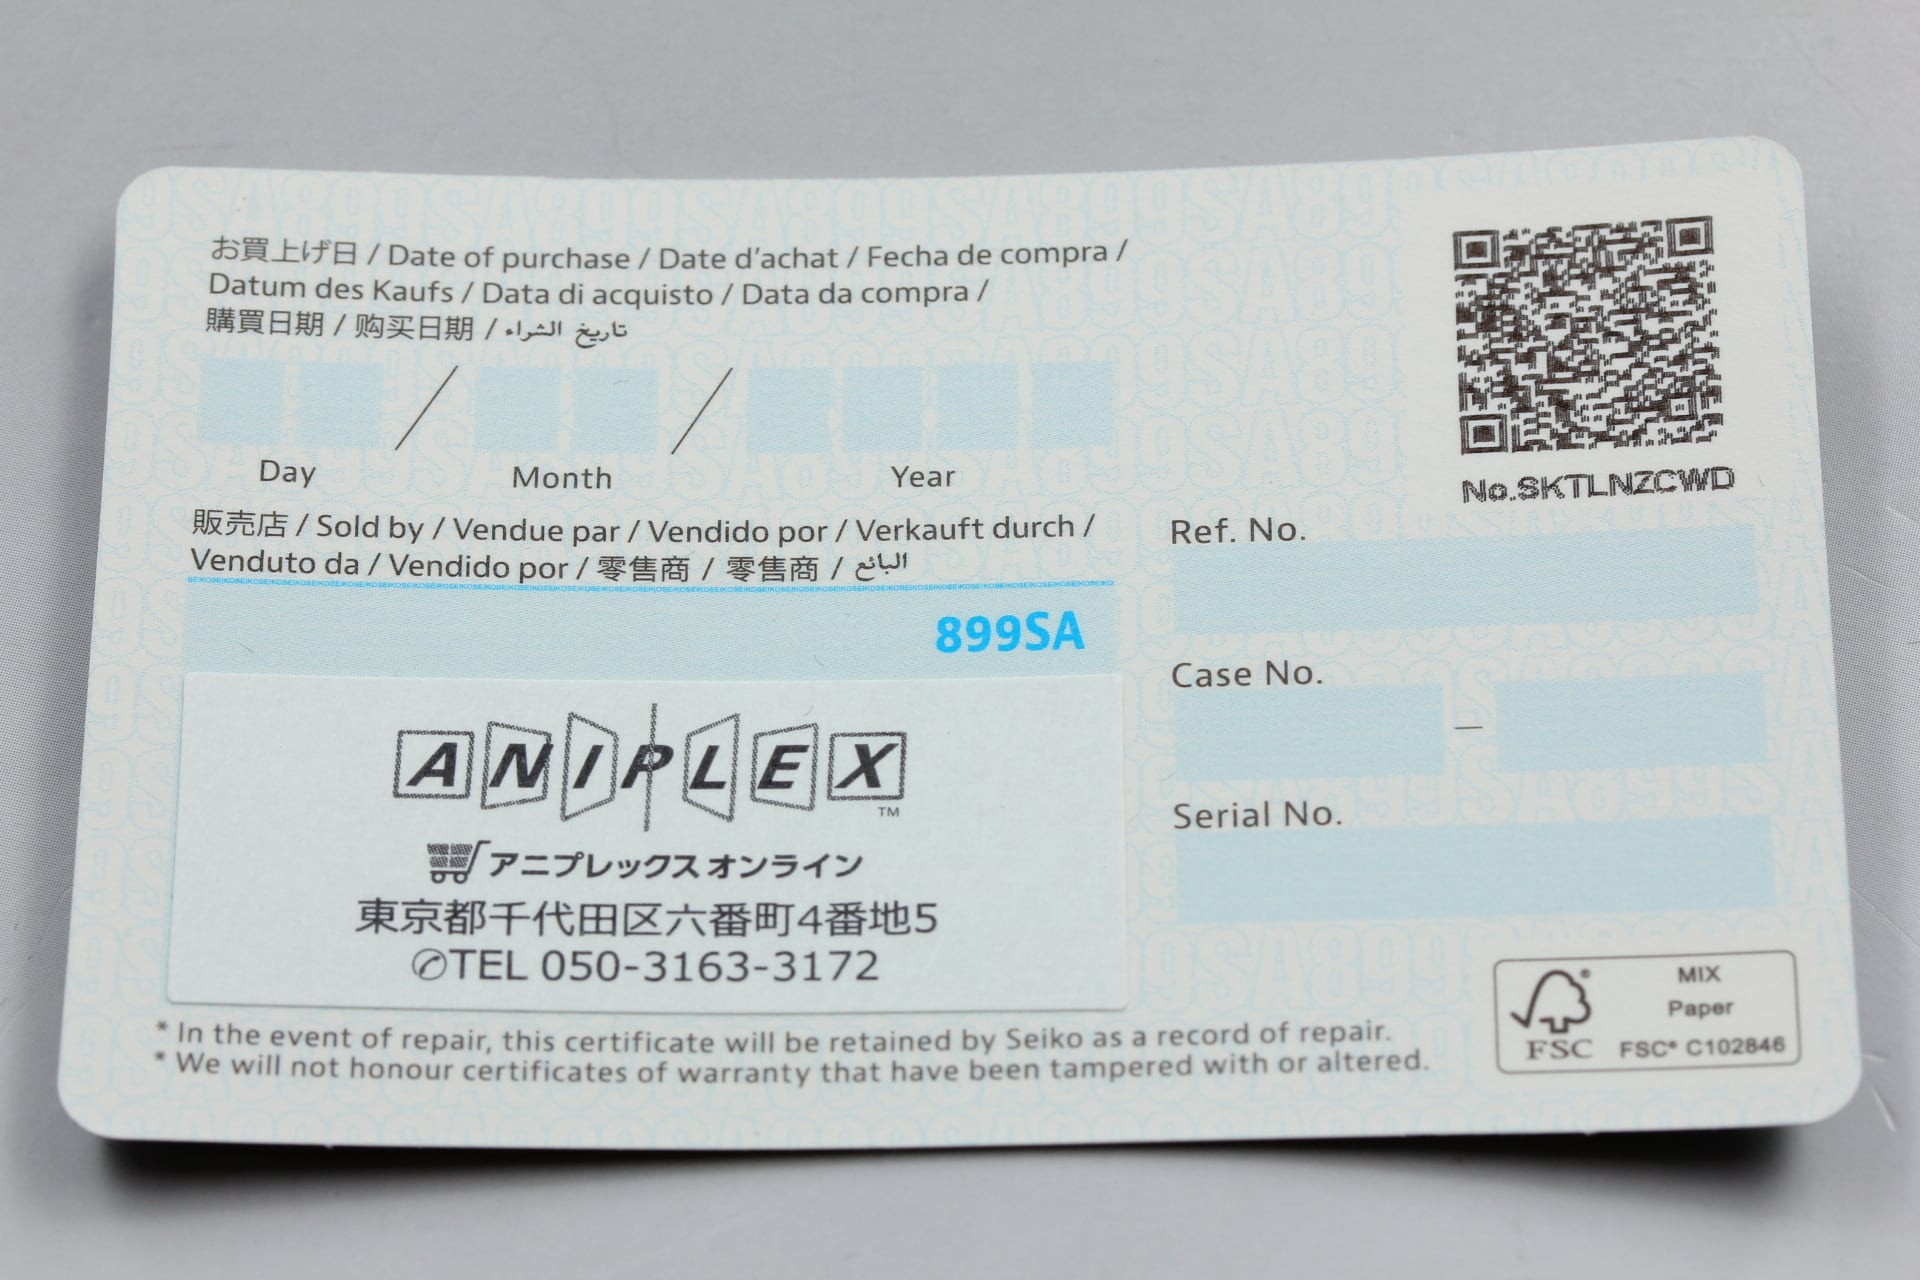 お買上げ日 / Date of purchase / Date d'achat / Fecha de compra /
Datum des Kaufs / Data di acquisto / Data da compra /
購買日期 / 购买日期 / تاريخ الشراء
Day
Month
Year
No.SKTLNZCWD
販売店 / Sold by / Vendue par / Vendido por / Verkauft durch /
Venduto da / Vendido por / 零售商 / 零售商 / البائع
899SA
Ref. No.
Case No.
–
Serial No.
ANIPLEX™
アニプレックス オンライン
東京都千代田区六番町4番地5
✆TEL 050-3163-3172
* In the event of repair, this certificate will be retained by Seiko as a record of repair.
* We will not honour certificates of warranty that have been tampered with or altered.
MIX
Paper
FSC
FSC® C102846